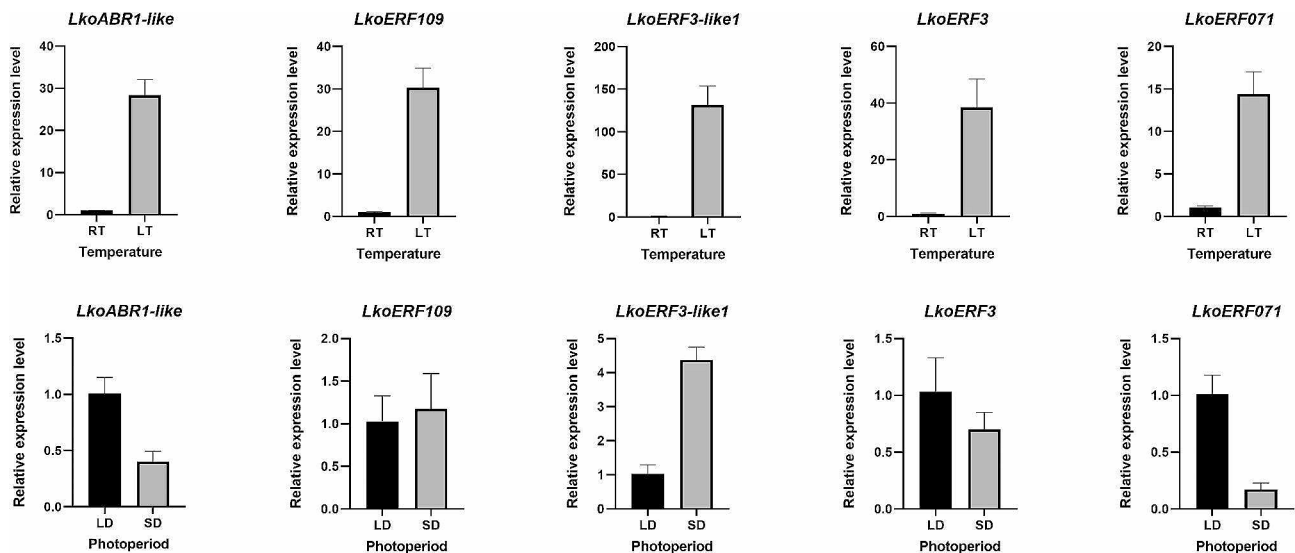 LkoABR1-like
Relative expression level
40
30
20
10
0
RT LT
Temperature
LkoERF109
Relative expression level
40
30
20
10
0
RT LT
Temperature
LkoERF3-like1
Relative expression level
200
150
100
50
0
RT LT
Temperature
LkoERF3
Relative expression level
60
40
20
0
RT LT
Temperature
LkoERF071
Relative expression level
20
15
10
5
0
RT LT
Temperature
LkoABR1-like
Relative expression level
1.5
1.0
0.5
0.0
LD SD
Photoperiod
LkoERF109
Relative expression level
2.0
1.5
1.0
0.5
0.0
LD SD
Photoperiod
LkoERF3-like1
Relative expression level
5
4
3
2
1
0
LD SD
Photoperiod
LkoERF3
Relative expression level
1.5
1.0
0.5
0.0
LD SD
Photoperiod
LkoERF071
Relative expression level
1.5
1.0
0.5
0.0
LD SD
Photoperiod